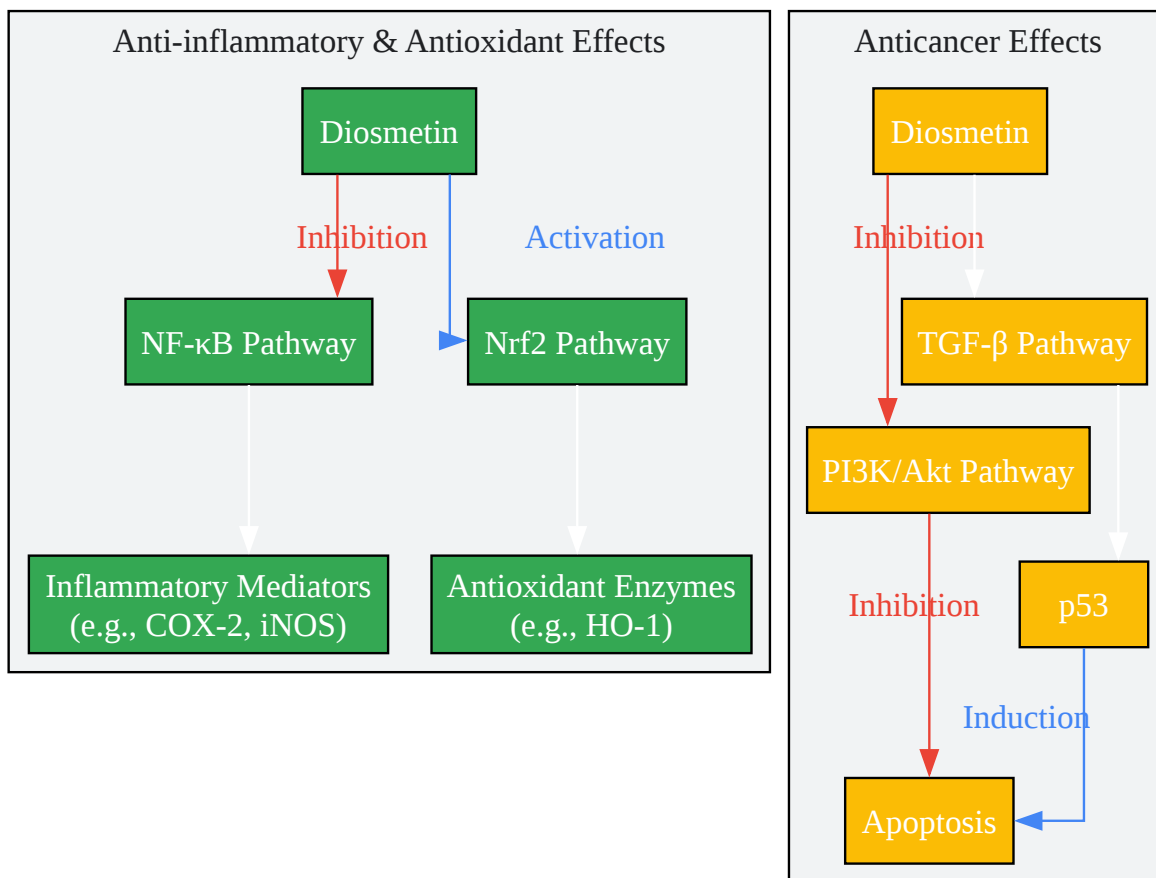 Anti-inflammatory & Antioxidant Effects
Diosmetin
Inhibition
Activation
NF-κB Pathway
Nrf2 Pathway
Inflammatory Mediators
(e.g., COX-2, iNOS)
Antioxidant Enzymes
(e.g., HO-1)
Anticancer Effects
Diosmetin
Inhibition
TGF-β Pathway
PI3K/Akt Pathway
Inhibition
p53
Induction
Apoptosis